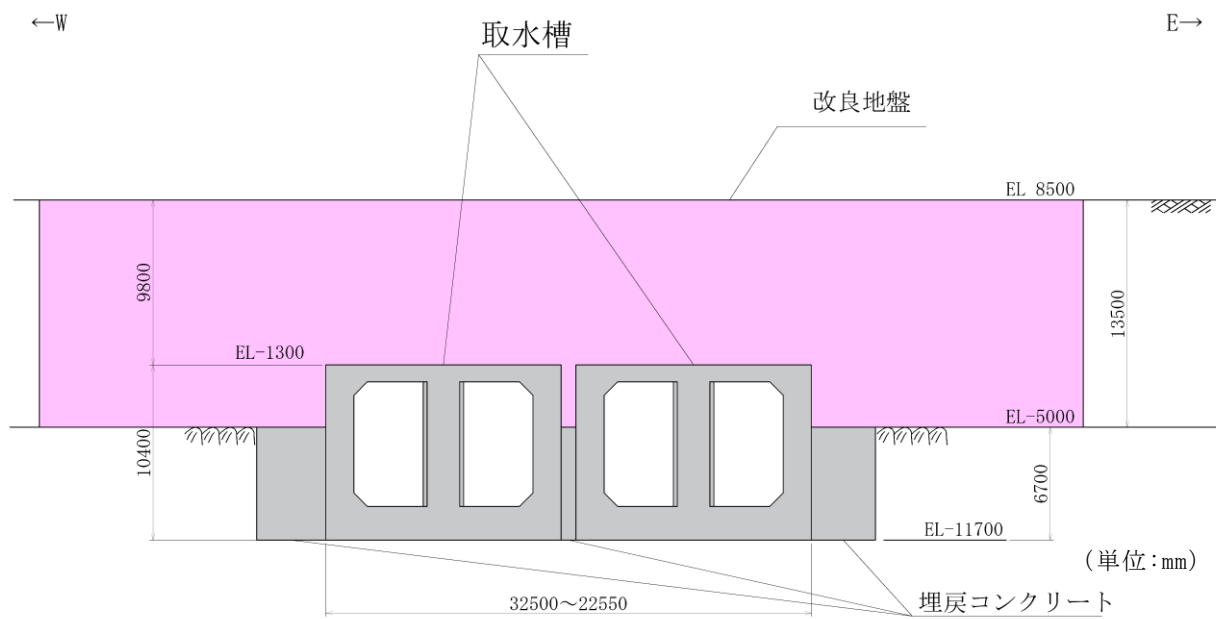 ←W
E→
取水槽
改良地盤
EL 8500
9800
13500
EL-1300
EL-5000
10400
6700
EL-11700
(単位:mm)
32500～22550
埋戻コンクリート